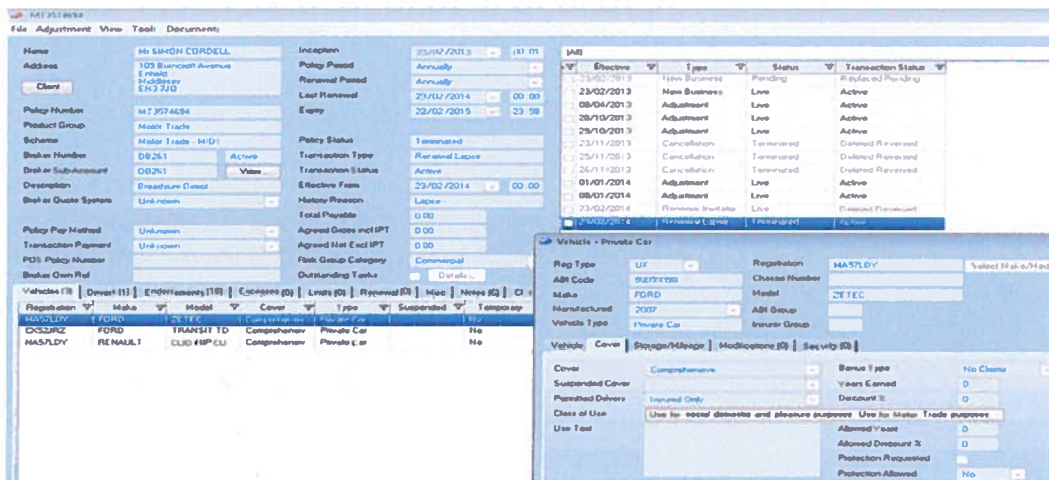 File Adjustment View Tools Documents
Name Mr SIMON CORDELL
Address 109 Burncroft Avenue
Enfield
Middlesex
EN3 7JQ
Client
Policy Number MT3574694
Product Group Motor Trade
Scheme Motor Trade - MID1
Broker Number DB261 Active
Broker Sub-Account DB261 View...
Description Broadsure Direct
Broker Quote System Unknown
Policy Pay Method Unknown
Transaction Payment Unknown
POS Policy Number
Broker Own Ref
Inception 23/02/2013
Policy Period Annually
Renewal Period Annually
Last Renewal 23/02/2014 00:00
Expiry 22/02/2015 23:58
Policy Status Terminated
Transaction Type Renewal Lapse
Transaction Status Active
Effective From 23/02/2014 00:00
History Reason Lapse
Total Payable 0.00
Agreed Gross incl IPT 0.00
Agreed Net Excl IPT 0.00
Risk Group Category Commercial
Outstanding Tasks Details...
(All)
Effective Type Status Transaction Status
23/02/2013 New Business Pending Replaced Pending
23/02/2013 New Business Live Active
08/04/2013 Adjustment Live Active
28/10/2013 Adjustment Live Active
29/10/2013 Adjustment Live Active
23/11/2013 Cancellation Terminated Deleted Reversed
25/11/2013 Cancellation Terminated Deleted Reversed
26/11/2013 Cancellation Terminated Deleted Reversed
01/01/2014 Adjustment Live Active
08/01/2014 Adjustment Live Active
23/02/2014 Renewal Invitatio Deleted Reversed
23/02/2014 Renewal Lapse Terminated Active
Vehicles (3) Drivers (1) Endorsements (18) Excesses (0) Limits (0) Renewal (0) Misc Notes (6) Cl
Registration Make Model Cover Type Suspended Temporary
MA57LDY FORD ZETEC Comprehensive Private Car No
CX52JRZ FORD TRANSIT TD Comprehensive Private Car No
NA57LDY RENAULT CLIO Comprehensive Private Car No
Vehicle - Private Car
Reg Type UK Registration MA57LDY Select Make/Mod
ABI Code Chassis Number
Make FORD Model ZETEC
Manufactured 2007 ABI Group
Vehicle Type Private Car Insurer Group
Vehicle Cover Storage/Mileage Modifications (0) Security (0)
Cover Comprehensive Bonus Type No Claims
Suspended Cover Years Earned 0
Permitted Drivers Insured Only Discount % 0
Class of Use Use for social domestic and pleasure purposes. Use for Motor Trade purposes
Use Text Allowed Years 0
Allowed Discount % 0
Protection Requested
Protection Allowed No